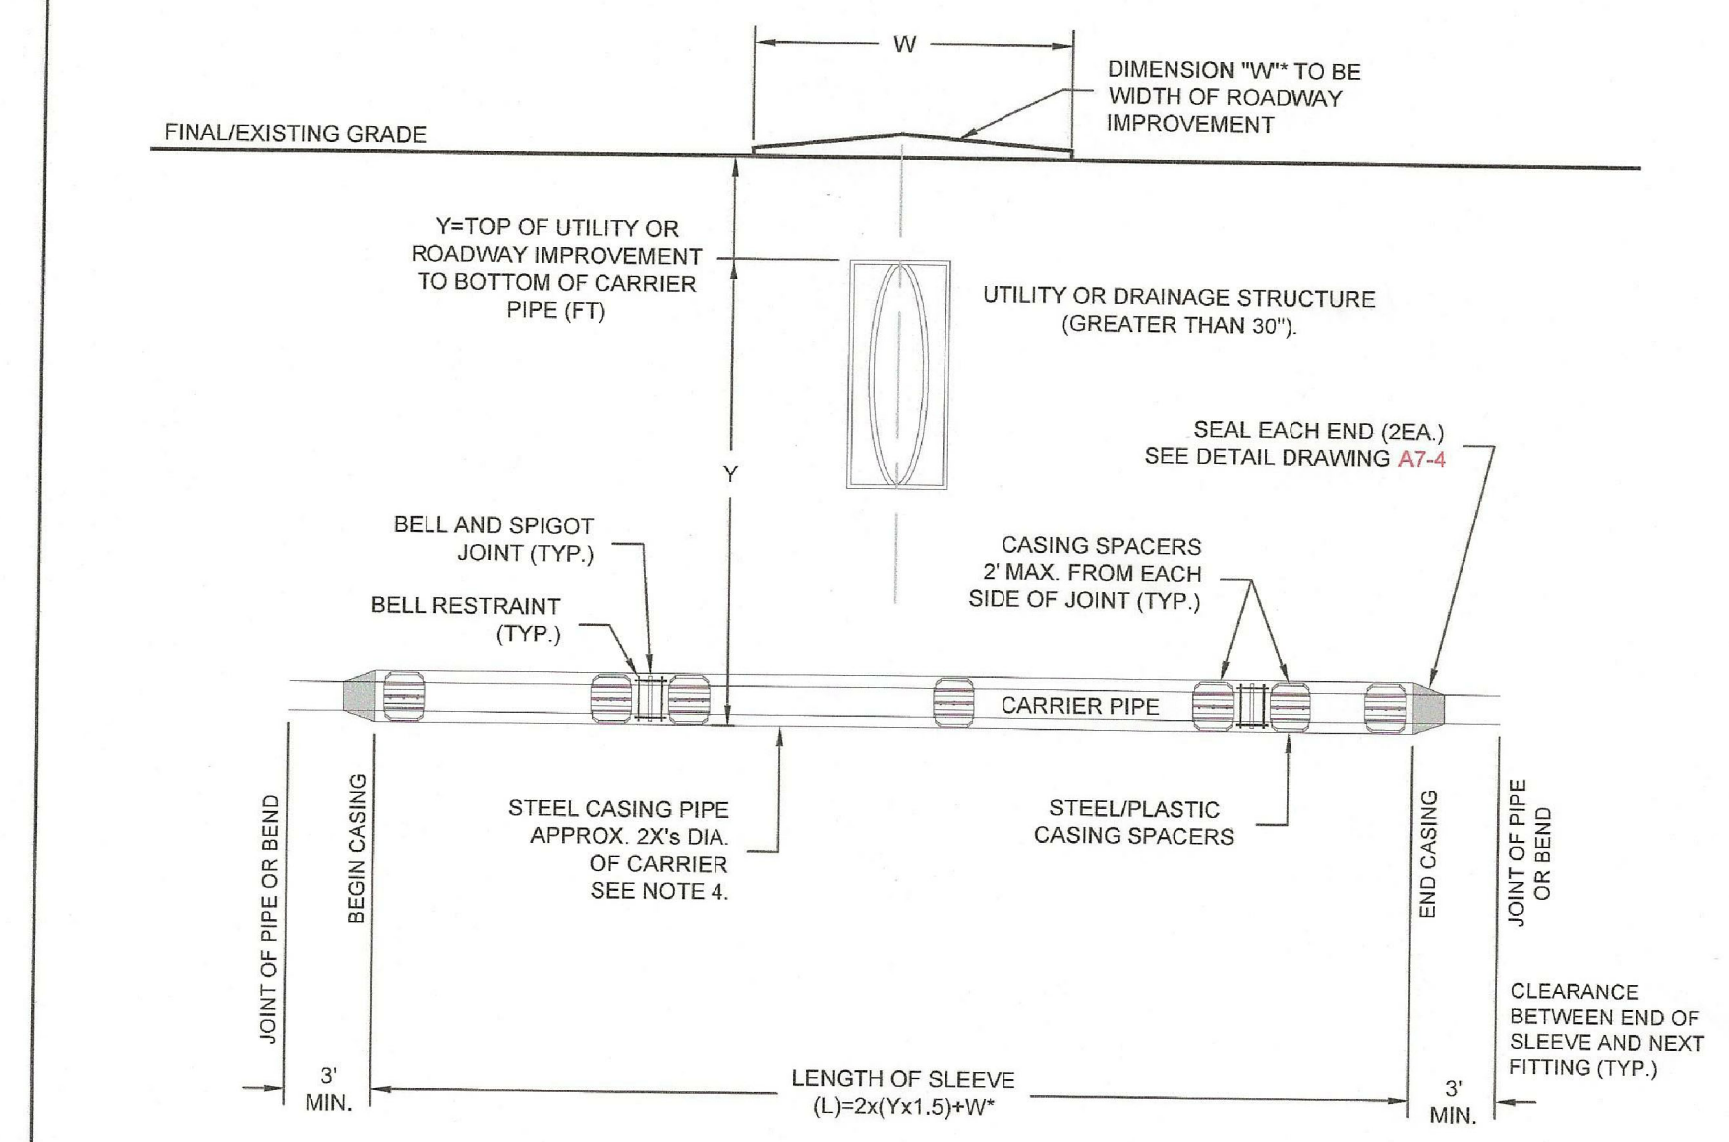 W
DIMENSION "W"* TO BE
WIDTH OF ROADWAY
IMPROVEMENT
FINAL/EXISTING GRADE
Y=TOP OF UTILITY OR
ROADWAY IMPROVEMENT
TO BOTTOM OF CARRIER
PIPE (FT)
UTILITY OR DRAINAGE STRUCTURE
(GREATER THAN 30").
SEAL EACH END (2EA.)
SEE DETAIL DRAWING A7-4
Y
BELL AND SPIGOT
JOINT (TYP.)
CASING SPACERS
2' MAX. FROM EACH
SIDE OF JOINT (TYP.)
BELL RESTRAINT
(TYP.)
CARRIER PIPE
STEEL CASING PIPE
APPROX. 2X's DIA.
OF CARRIER
SEE NOTE 4.
STEEL/PLASTIC
CASING SPACERS
JOINT OF PIPE OR BEND
BEGIN CASING
END CASING
JOINT OF PIPE
OR BEND
CLEARANCE
BETWEEN END OF
SLEEVE AND NEXT
FITTING (TYP.)
3'
MIN.
LENGTH OF SLEEVE
(L)=2x(Yx1.5)+W*
3'
MIN.